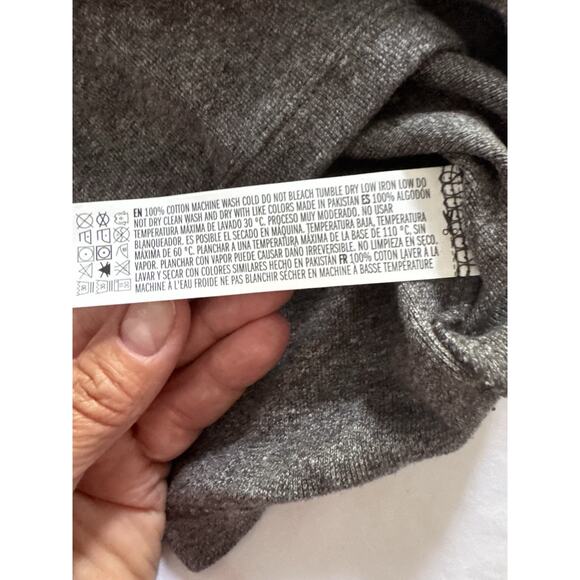 EN 100% COTTON MACHINE WASH COLD DO NOT BLEACH TUMBLE DRY LOW IRON LOW DO
NOT DRY CLEAN WASH AND DRY WITH LIKE COLORS MADE IN PAKISTAN ES 100% ALGODÓN
TEMPERATURA MÁXIMA DE LAVADO 30 °C. PROCESO MUY MODERADO. NO USAR
BLANQUEADOR. ES POSIBLE EL SECADO EN MÁQUINA. TEMPERATURA BAJA, TEMPERATURA
MÁXIMA DE 60 °C. PLANCHAR A UNA TEMPERATURA MÁXIMA DE LA BASE DE 110 °C, SIN
VAPOR. PLANCHAR CON VAPOR PUEDE CAUSAR DAÑO IRREVERSIBLE. NO LIMPIEZA EN SECO.
LAVAR Y SECAR CON COLORES SIMILARES HECHO EN PAKISTAN FR 100% COTON LAVER À LA
MACHINE À L'EAU FROIDE NE PAS BLANCHIR SÉCHER EN MACHINE A BASSE TEMPÉRATURE